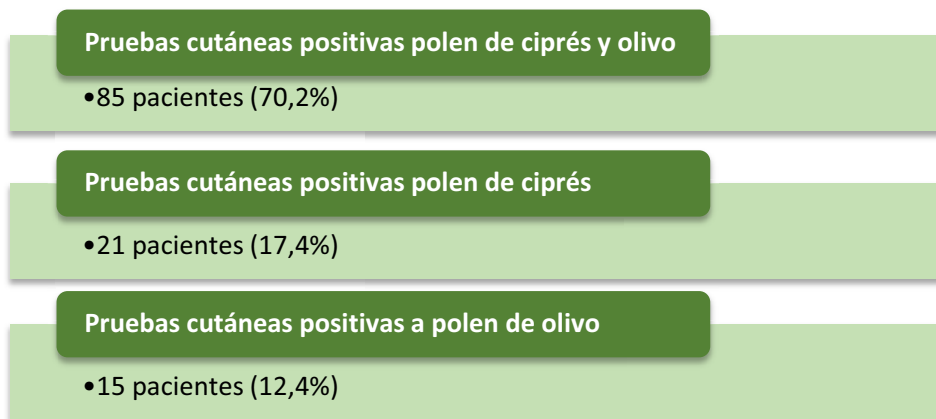 Pruebas cutáneas positivas polen de ciprés y olivo
•85 pacientes (70,2%)
Pruebas cutáneas positivas polen de ciprés
•21 pacientes (17,4%)
Pruebas cutáneas positivas a polen de olivo
•15 pacientes (12,4%)